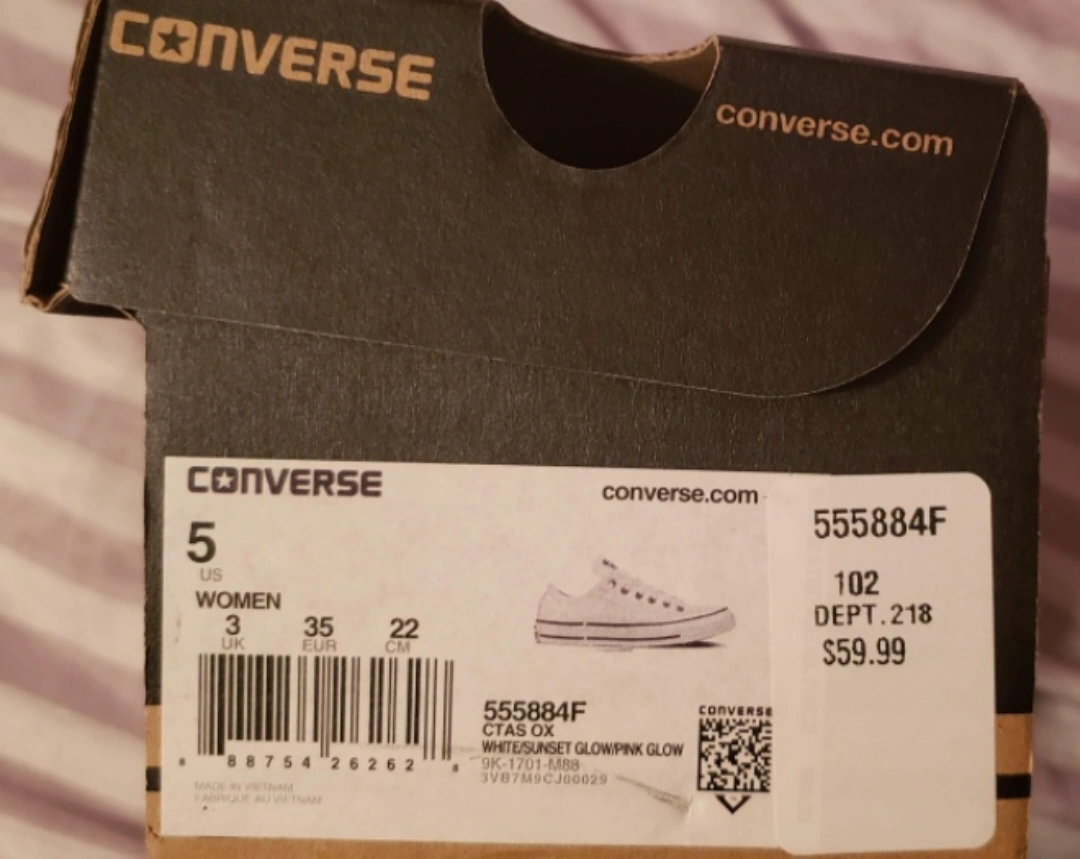 CONVERSE
converse.com
CONVERSE
converse.com
5
US
WOMEN
3 35 22
UK EUR CM
8 88754 26262 8
MADE IN VIETNAM
FABRIQUE AU VIETNAM
555884F
CTAS OX
WHITE/SUNSET GLOW/PINK GLOW
9K-1701-M88
3VB7M9CJ00029
CONVERSE
555884F
102
DEPT.218
$59.99